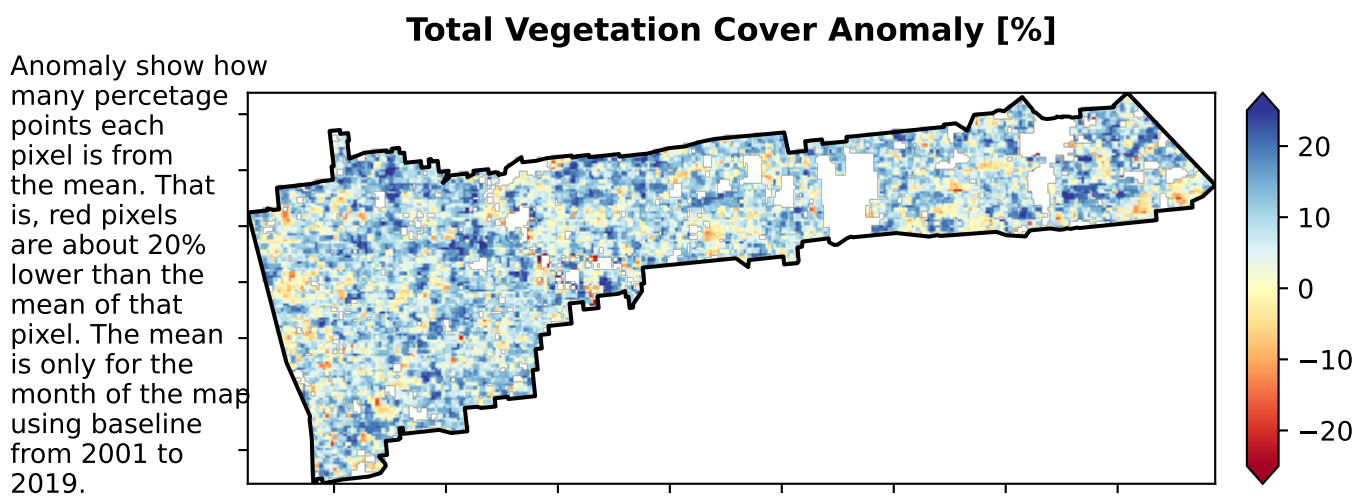 Total Vegetation Cover Anomaly [%]
Anomaly show how
many percetage
points each
pixel is from
the mean. That
is, red pixels
are about 20%
lower than the
mean of that
pixel. The mean
is only for the
month of the map
using baseline
from 2001 to
2019.
20
10
0
−10
−20